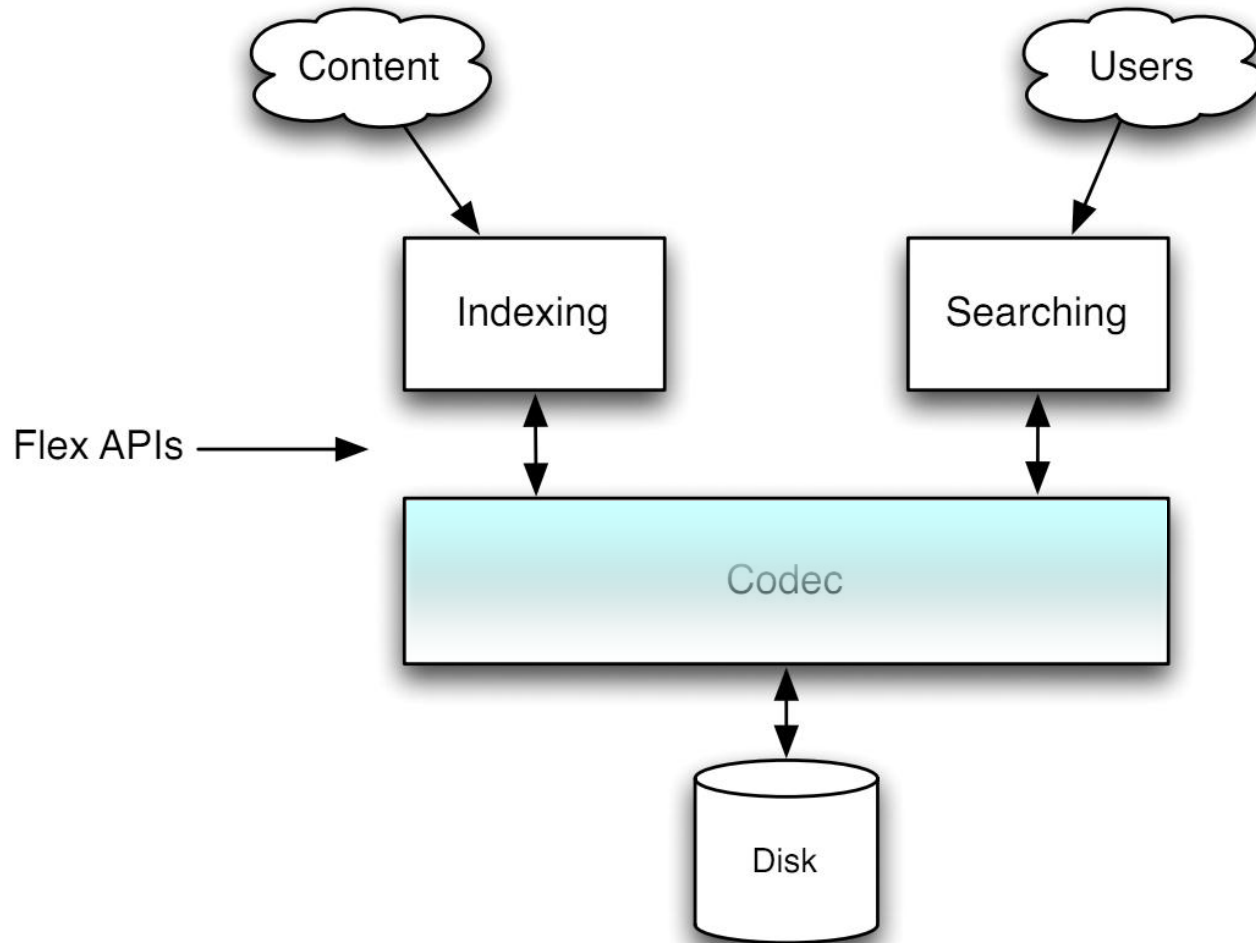 Content
Users
Indexing
Searching
Flex APIs
Codec
Disk